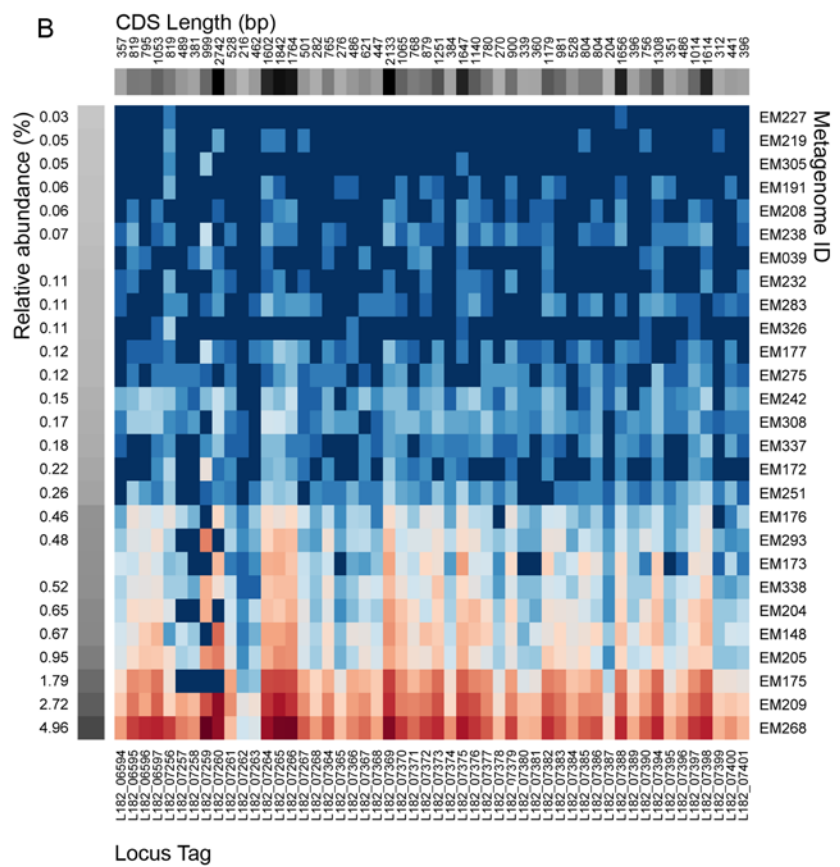 B
CDS Length (bp)
357
819
795
1053
819
489
381
999
2742
528
216
462
1602
1842
1764
501
282
765
276
486
621
447
2133
1065
768
879
1251
384
1647
1140
780
270
900
339
360
1179
981
528
804
804
204
1656
396
756
1308
351
486
1014
1614
312
441
396
Relative abundance (%)
Metagenome ID
0.03 EM227
0.05 EM219
0.05 EM305
0.06 EM191
0.06 EM208
0.07 EM238
EM039
0.11 EM232
0.11 EM283
0.11 EM326
0.12 EM177
0.12 EM275
0.15 EM242
0.17 EM308
0.18 EM337
0.22 EM172
0.26 EM251
0.46 EM176
0.48 EM293
EM173
0.52 EM338
0.65 EM204
0.67 EM148
0.95 EM205
1.79 EM175
2.72 EM209
4.96 EM268
L182_06594
L182_06595
L182_06596
L182_06597
L182_07256
L182_07257
L182_07258
L182_07259
L182_07260
L182_07261
L182_07262
L182_07263
L182_07264
L182_07265
L182_07266
L182_07267
L182_07268
L182_07364
L182_07365
L182_07366
L182_07367
L182_07368
L182_07369
L182_07370
L182_07371
L182_07372
L182_07373
L182_07374
L182_07375
L182_07376
L182_07377
L182_07378
L182_07379
L182_07380
L182_07381
L182_07382
L182_07383
L182_07384
L182_07385
L182_07386
L182_07387
L182_07388
L182_07389
L182_07390
L182_07394
L182_07395
L182_07396
L182_07397
L182_07398
L182_07399
L182_07400
L182_07401
Locus Tag